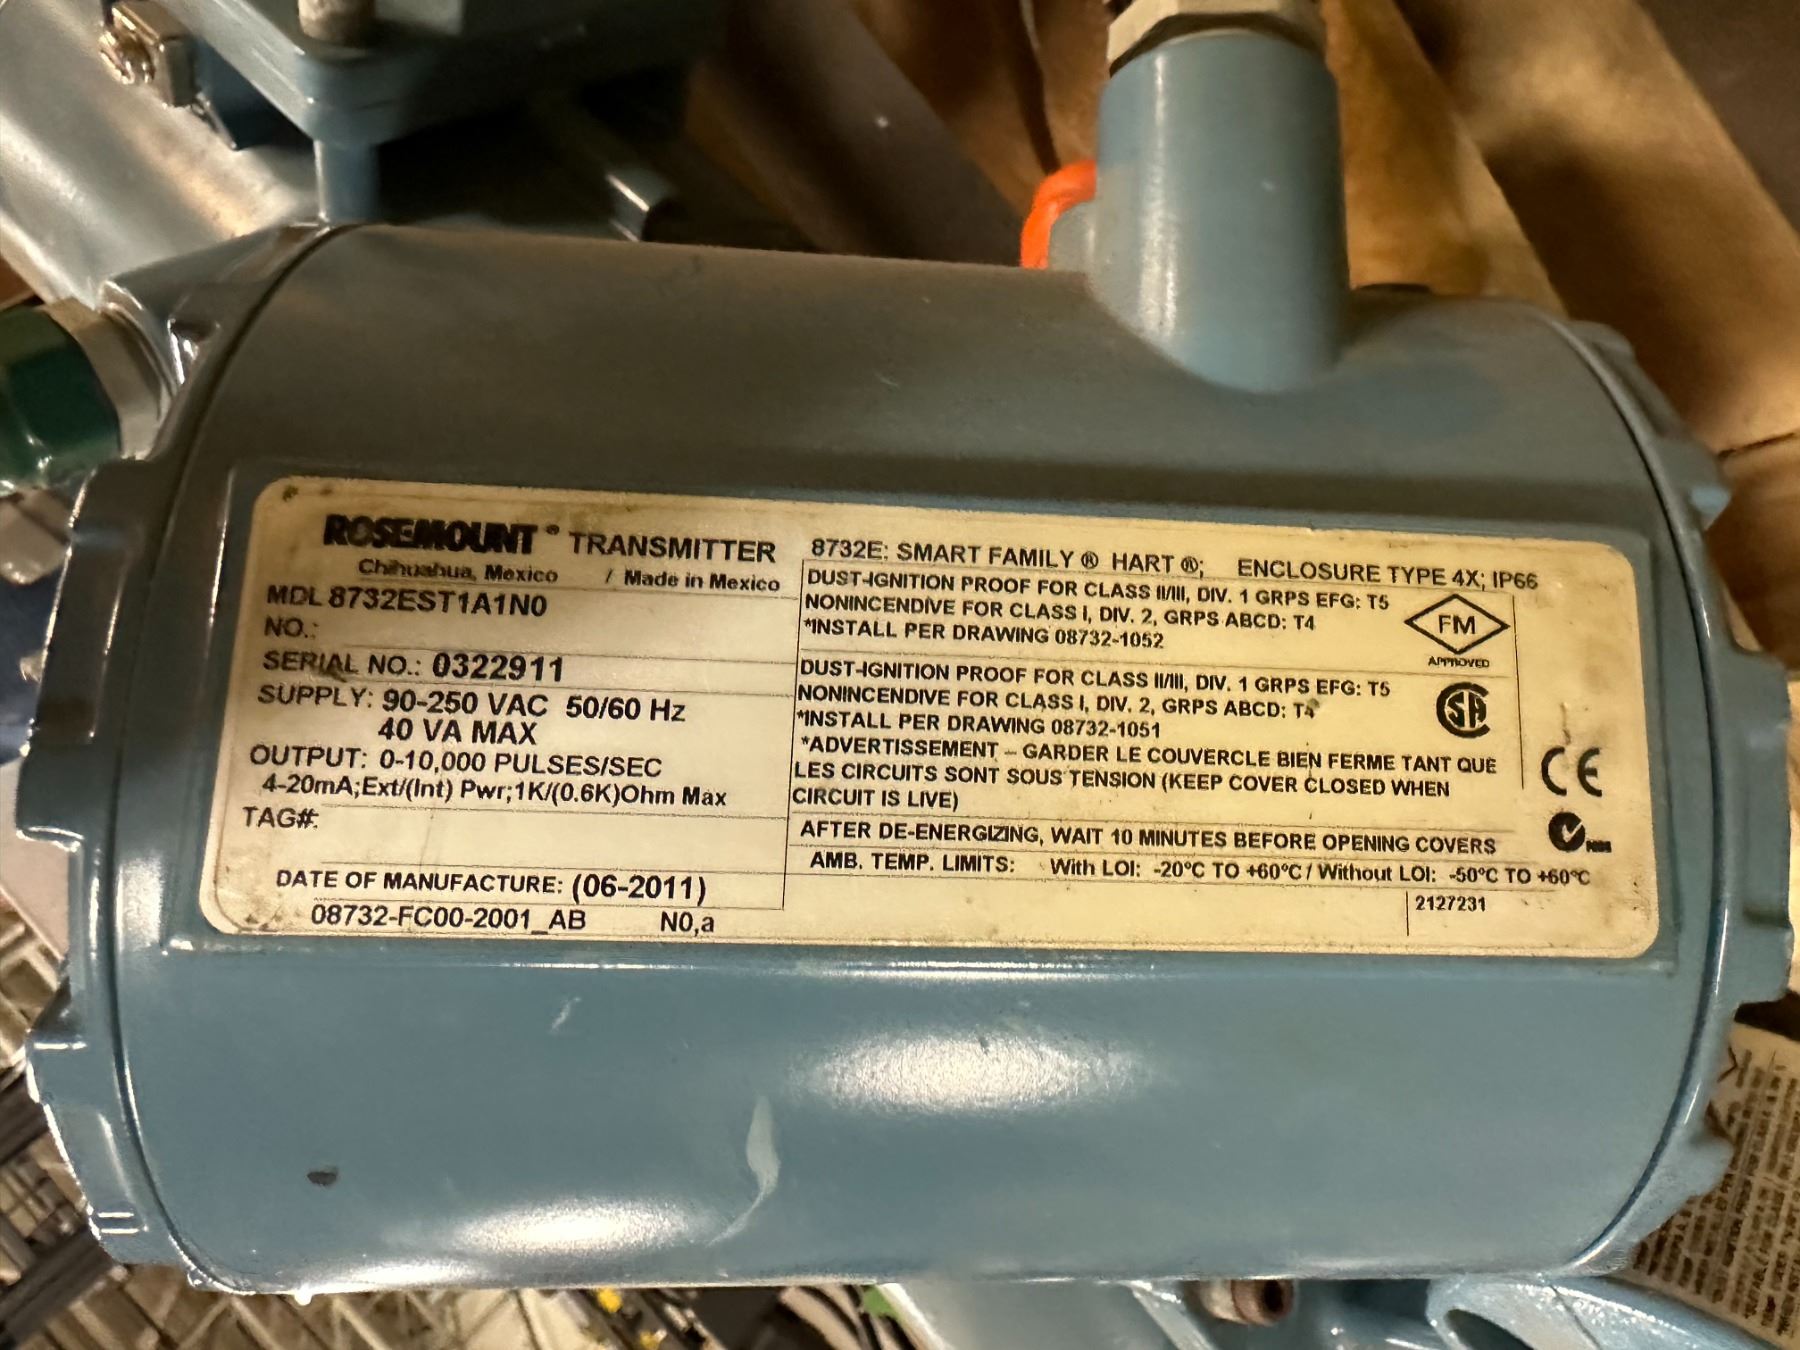 ROSEMOUNT® TRANSMITTER
Chihuahua, Mexico / Made in Mexico
MDL 8732EST1A1N0
NO.:
SERIAL NO.: 0322911
SUPPLY: 90-250 VAC 50/60 Hz
40 VA MAX
OUTPUT: 0-10,000 PULSES/SEC
4-20mA;Ext/(Int) Pwr;1K/(0.6K)Ohm Max
TAG#:
DATE OF MANUFACTURE: (06-2011)
08732-FC00-2001_AB N0,a
8732E: SMART FAMILY ® HART ®; ENCLOSURE TYPE 4X; IP66
DUST-IGNITION PROOF FOR CLASS II/III, DIV. 1 GRPS EFG: T5
NONINCENDIVE FOR CLASS I, DIV. 2, GRPS ABCD: T4
*INSTALL PER DRAWING 08732-1052
FM
APPROVED
DUST-IGNITION PROOF FOR CLASS II/III, DIV. 1 GRPS EFG: T5
NONINCENDIVE FOR CLASS I, DIV. 2, GRPS ABCD: T4
*INSTALL PER DRAWING 08732-1051
SA
*ADVERTISSEMENT – GARDER LE COUVERCLE BIEN FERME TANT QUE
LES CIRCUITS SONT SOUS TENSION (KEEP COVER CLOSED WHEN
CIRCUIT IS LIVE)
CE
AFTER DE-ENERGIZING, WAIT 10 MINUTES BEFORE OPENING COVERS
AMB. TEMP. LIMITS: With LOI: -20°C TO +60°C / Without LOI: -50°C TO +60°C
2127231